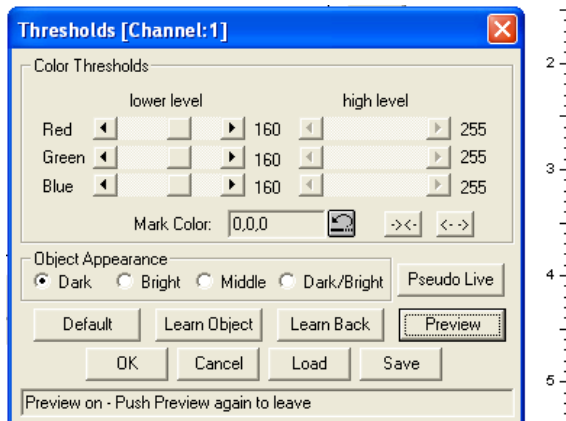 Thresholds [Channel:1]
Color Thresholds
lower level high level
Red 160 255
Green 160 255
Blue 160 255
Mark Color: 0,0,0 -><- <-->
Object Appearance
Dark Bright Middle Dark/Bright Pseudo Live
Default Learn Object Learn Back Preview
OK Cancel Load Save
Preview on - Push Preview again to leave
2
3
4
5